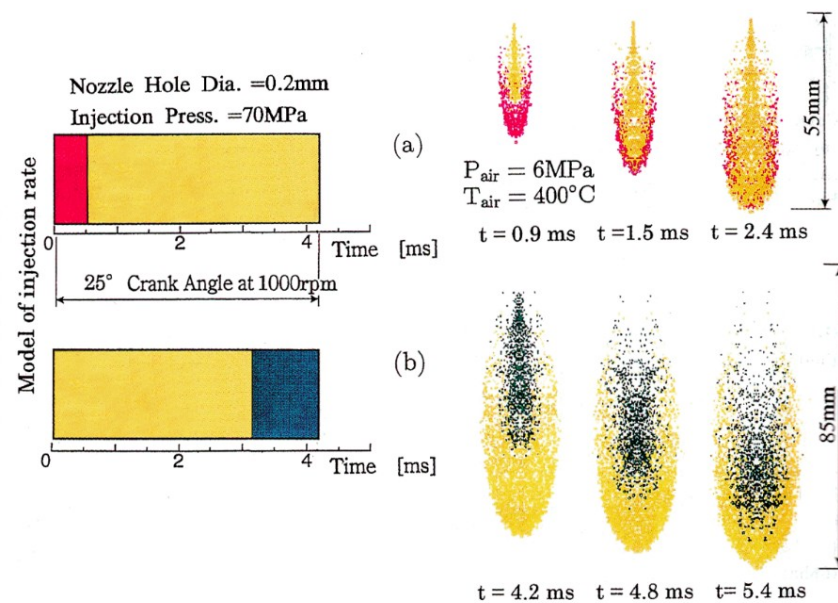 Nozzle Hole Dia. =0.2mm
Injection Press. =70MPa
(a)
Model of injection rate
0 2 4 Time [ms]
25° Crank Angle at 1000rpm
(b)
0 2 4 Time [ms]
P air = 6MPa
T air = 400°C
t = 0.9 ms t =1.5 ms t = 2.4 ms
55mm
85mm
t = 4.2 ms t = 4.8 ms t= 5.4 ms